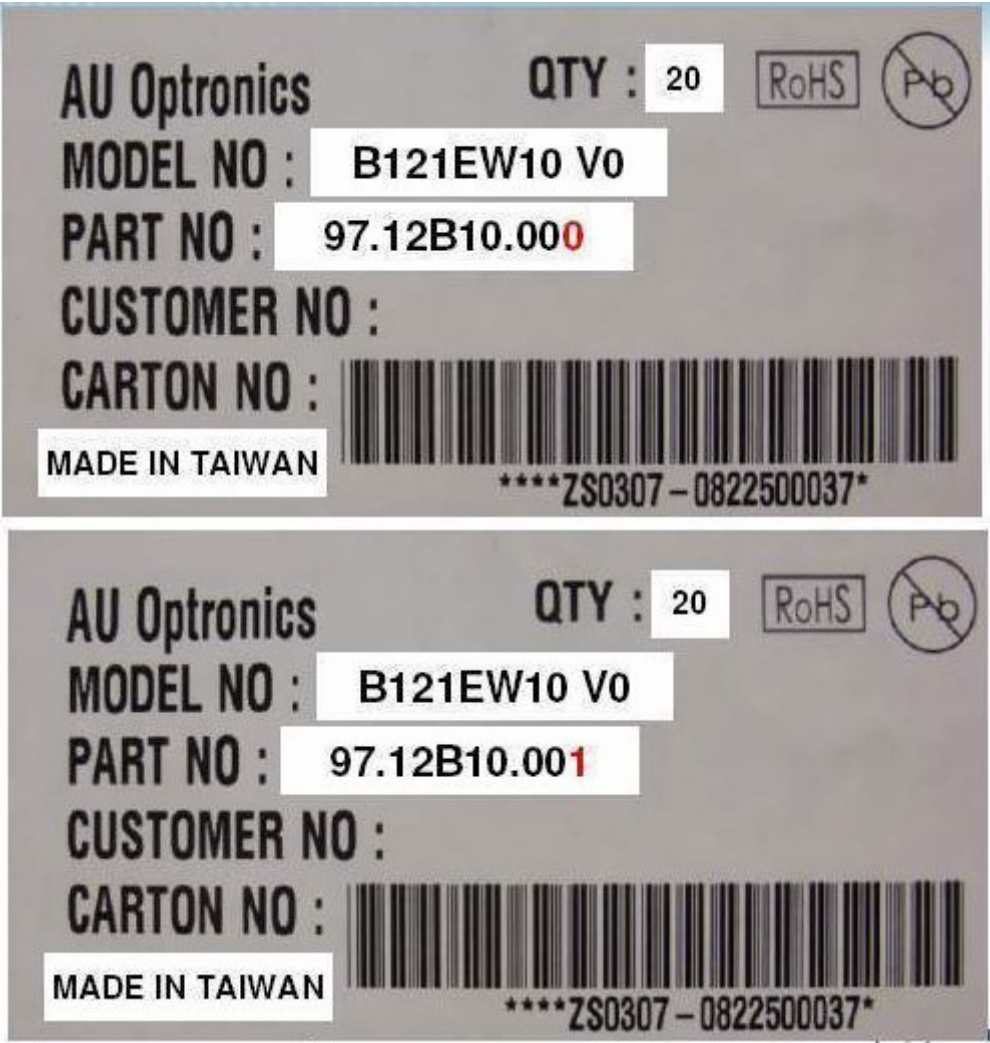 AU Optronics QTY : 20 RoHS Pb
MODEL NO : B121EW10 V0
PART NO : 97.12B10.000
CUSTOMER NO :
CARTON NO :
MADE IN TAIWAN
****ZS0307-0822500037*
AU Optronics QTY : 20 RoHS Pb
MODEL NO : B121EW10 V0
PART NO : 97.12B10.001
CUSTOMER NO :
CARTON NO :
MADE IN TAIWAN
****ZS0307-0822500037*